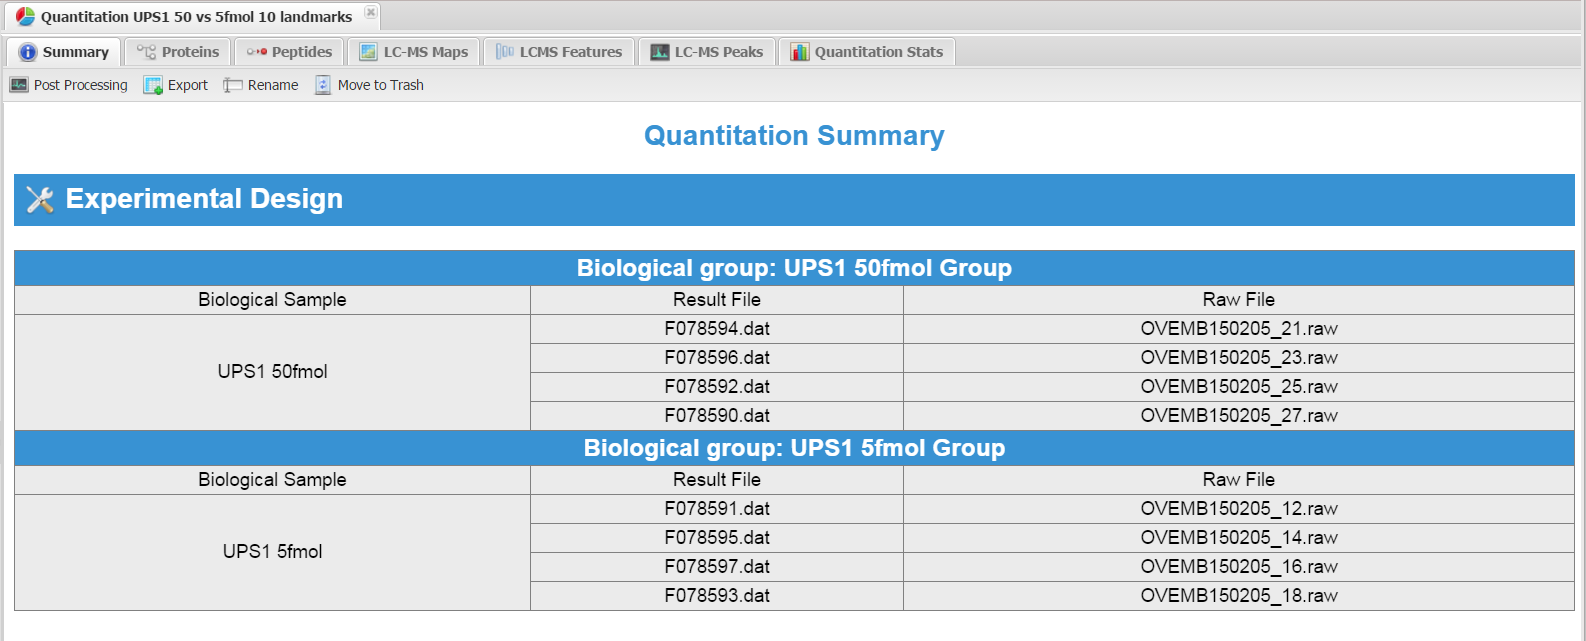 Quantitation UPS1 50 vs 5fmol 10 landmarks
Summary Proteins Peptides LC-MS Maps LCMS Features LC-MS Peaks Quantitation Stats
Post Processing Export Rename Move to Trash
Quantitation Summary
Experimental Design
Biological group: UPS1 50fmol Group
Biological Sample Result File Raw File
F078594.dat OVEMB150205_21.raw
F078596.dat OVEMB150205_23.raw
UPS1 50fmol
F078592.dat OVEMB150205_25.raw
F078590.dat OVEMB150205_27.raw
Biological group: UPS1 5fmol Group
Biological Sample Result File Raw File
F078591.dat OVEMB150205_12.raw
F078595.dat OVEMB150205_14.raw
UPS1 5fmol
F078597.dat OVEMB150205_16.raw
F078593.dat OVEMB150205_18.raw